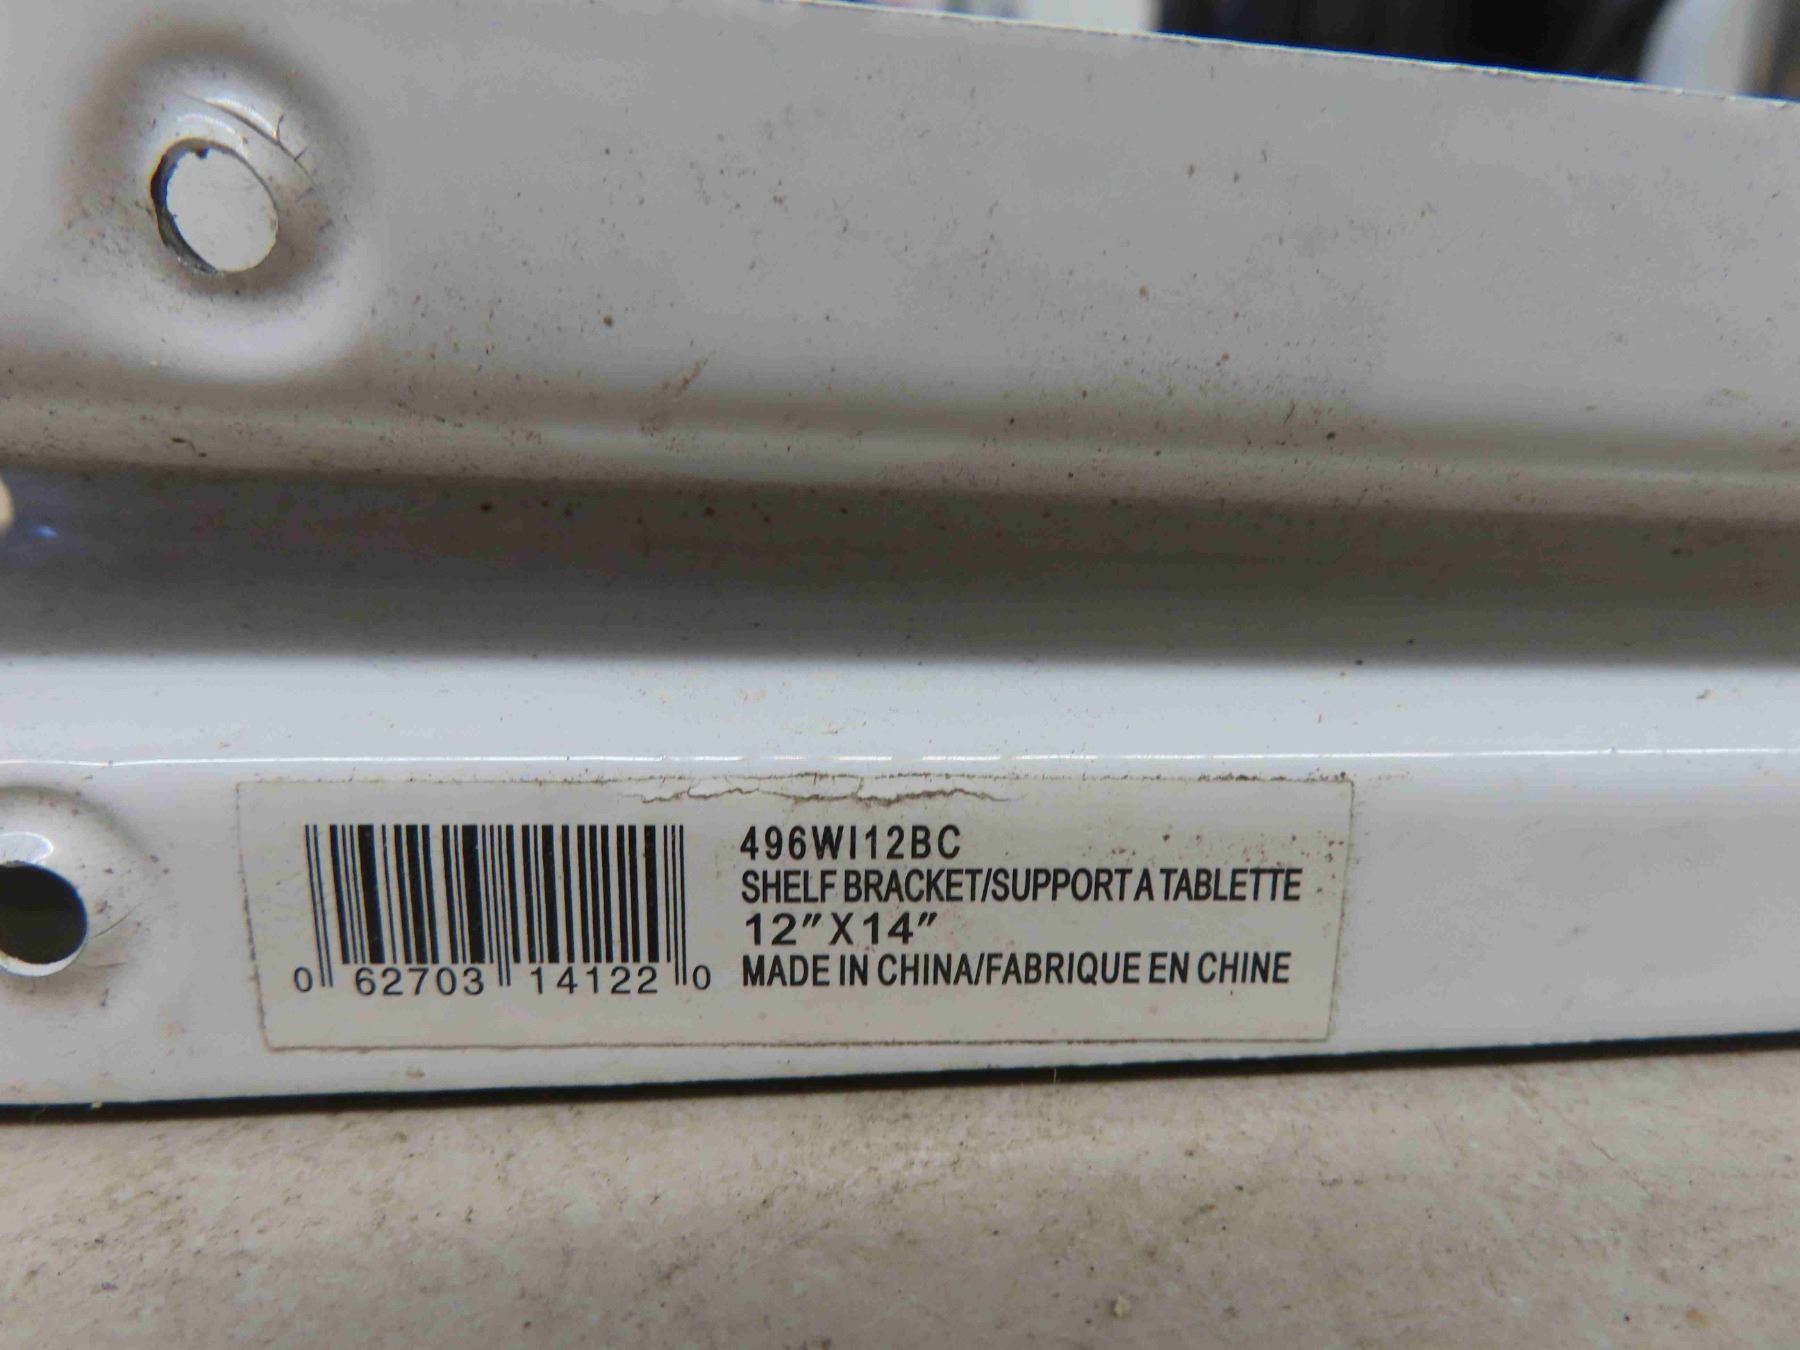 496WI12BC
SHELF BRACKET/SUPPORT A TABLETTE
12"X14"
MADE IN CHINA/FABRIQUE EN CHINE
0 62703 14122 0